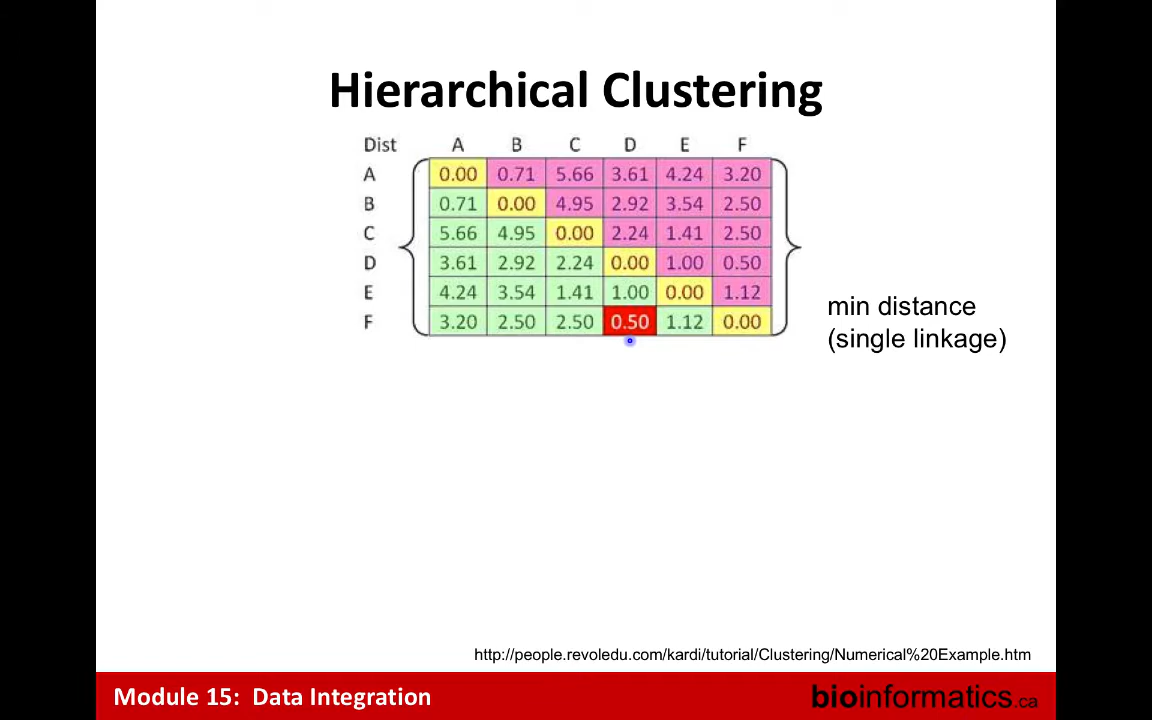 Hierarchical Clustering
Dist A B C D E F
A 0.00 0.71 5.66 3.61 4.24 3.20
B 0.71 0.00 4.95 2.92 3.54 2.50
C 5.66 4.95 0.00 2.24 1.41 2.50
D 3.61 2.92 2.24 0.00 1.00 0.50
E 4.24 3.54 1.41 1.00 0.00 1.12
F 3.20 2.50 2.50 0.50 1.12 0.00
min distance
(single linkage)
http://people.revoledu.com/kardi/tutorial/Clustering/Numerical%20Example.htm
Module 15: Data Integration
bioinformatics.ca